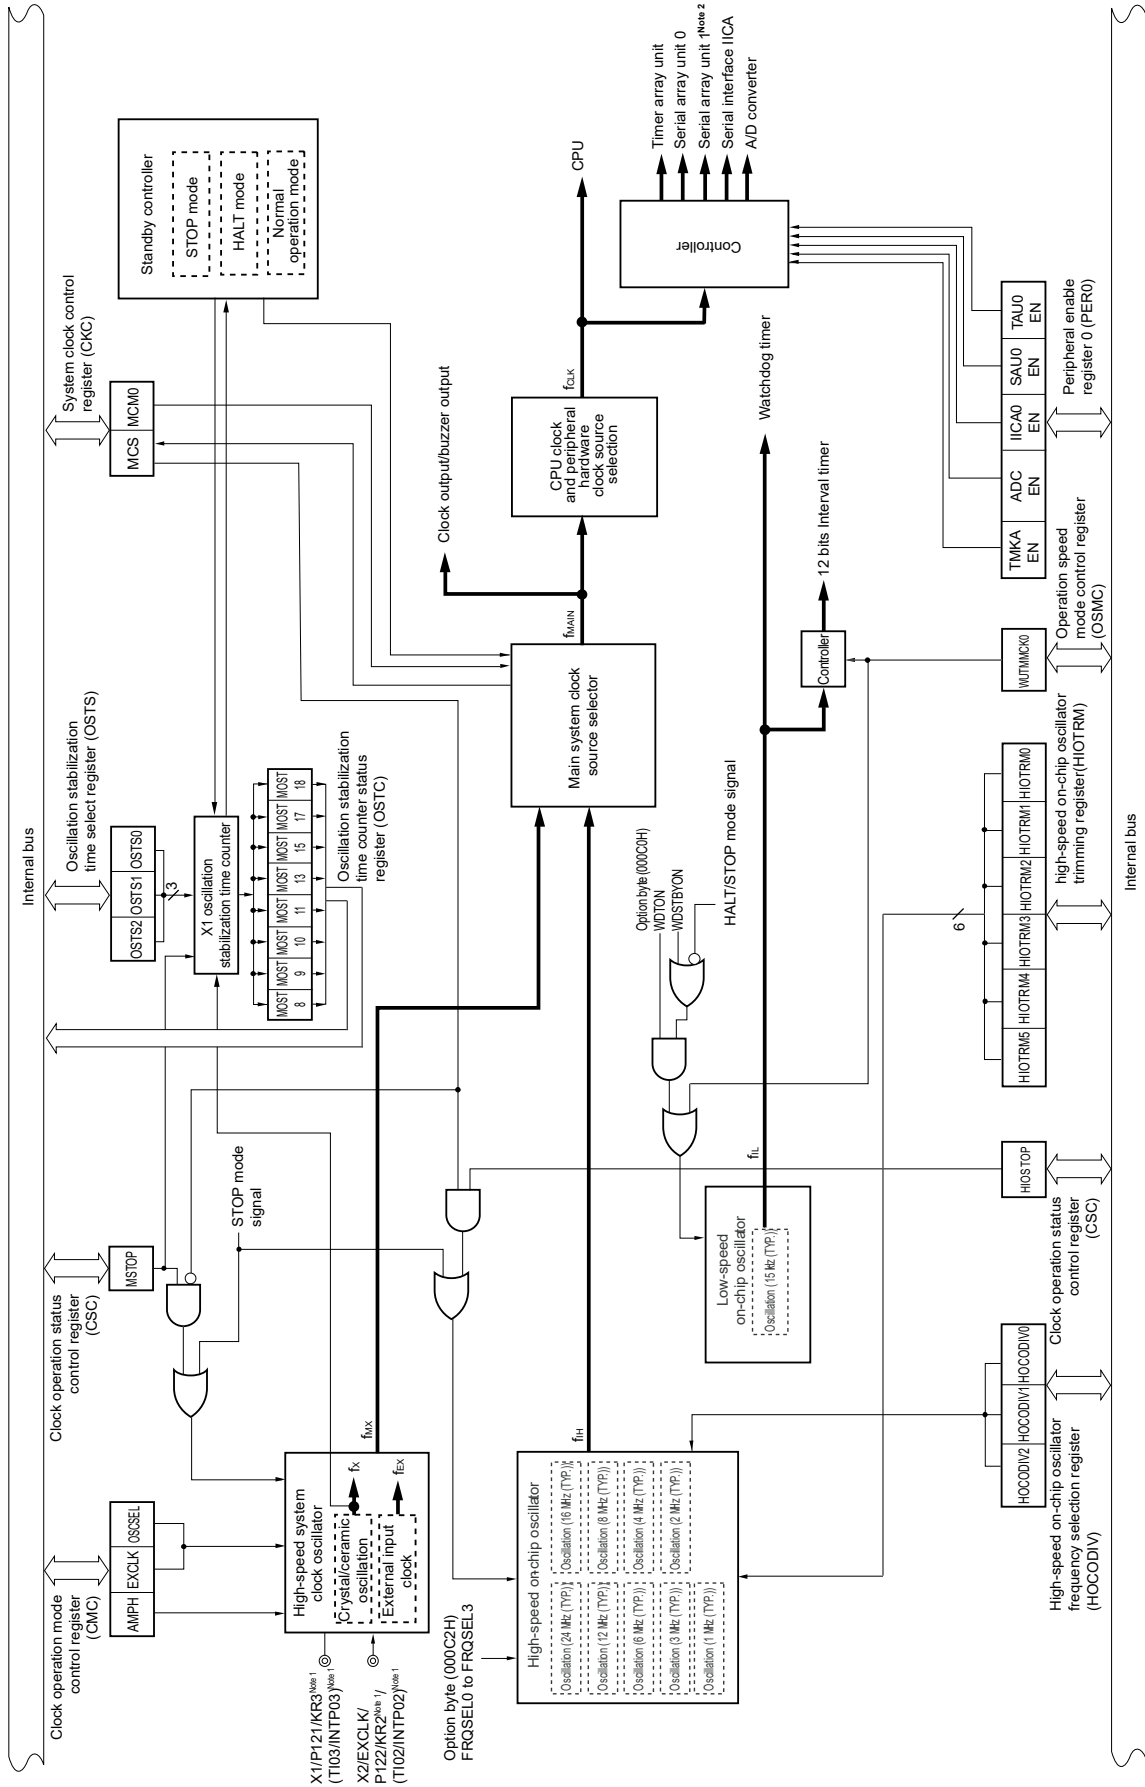 Internal bus
Clock operation mode
control register
(CMC)
AMPH
EXCLK
OSCSEL
Clock operation status
control register
(CSC)
MSTOP
STOP mode
signal
Oscillation stabilization
time select register (OSTS)
OSTS2
OSTS1
OSTS0
3
X1 oscillation
stabilization time counter
MOST
8
MOST
9
MOST
10
MOST
11
MOST
13
MOST
15
MOST
17
MOST
18
Oscillation stabilization
time counter status
register (OSTC)
System clock control
register (CKC)
MCS
MCM0
Standby controller
STOP mode
HALT mode
Normal
operation mode
X1/P121/KR3Note 1
(TI03/INTP03)Note 1
X2/EXCLK/
P122/KR2Note 1/
(TI02/INTP02)Note 1
High-speed system
clock oscillator
Crystal/ceramic
oscillation
fX
External input
clock
fEX
fMX
Main system clock
source selector
fMAIN
Clock output/buzzer output
CPU clock
and peripheral
hardware
clock source
selection
fCLK
CPU
Controller
Timer array unit
Serial array unit 0
Serial array unit 1Note 2
Serial interface IICA
A/D converter
Option byte (000C2H)
FRQSEL0 to FRQSEL3
High-speed on-chip oscillator
Oscillation (24 MHz (TYP.))
Oscillation (16 MHz (TYP.))
Oscillation (12 MHz (TYP.))
Oscillation (8 MHz (TYP.))
Oscillation (6 MHz (TYP.))
Oscillation (4 MHz (TYP.))
Oscillation (3 MHz (TYP.))
Oscillation (2 MHz (TYP.))
Oscillation (1 MHz (TYP.))
fIH
Option byte (000C0H)
WDTON
WDSTBYON
HALT/STOP mode signal
Low-speed
on-chip oscillator
Oscillation (15 kHz (TYP.))
fIL
Watchdog timer
Controller
12 bits Interval timer
6
HOCODIV2
HOCODIV1
HOCODIV0
High-speed on-chip oscillator
frequency selection register
(HOCODIV)
HIOSTOP
Clock operation status
control register
(CSC)
HIOTRM5
HIOTRM4
HIOTRM3
HIOTRM2
HIOTRM1
HIOTRM0
high-speed on-chip oscillator
trimming register(HIOTRM)
WUTMMCK0
Operation speed
mode control register
(OSMC)
TMKA
EN
ADC
EN
IICA0
EN
SAU0
EN
TAU0
EN
Peripheral enable
register 0 (PER0)
Internal bus